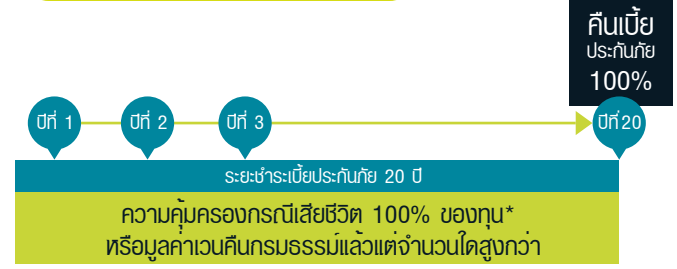 คืนเบี้ย
ประกันภัย
100%
ปีที่ 1
ปีที่ 2
ปีที่ 3
ปีที่20
ระยะชำระเบี้ยประกันภัย 20 ปี
ความคุ้มครองกรณีเสียชีวิต 100% ของทุน*
หรือมูลค่าเวนคืนกรมธรรม์แล้วแต่จำนวนใดสูงกว่า